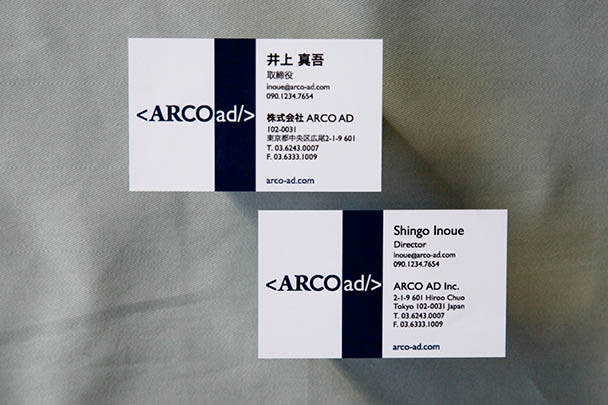 <ARCOad/>
井上 真吾
取締役
inoue@arco-ad.com
090.1234.7654
株式会社 ARCO AD
102-0031
東京都中央区広尾2-1-9 601
T. 03.6243.0007
F. 03.6333.1009
arco-ad.com
<ARCOad/>
Shingo Inoue
Director
inoue@arco-ad.com
090.1234.7654
ARCO AD Inc.
2-1-9 601 Hiroo Chuo
Tokyo 102-0031 Japan
T. 03.6243.0007
F. 03.6333.1009
arco-ad.com